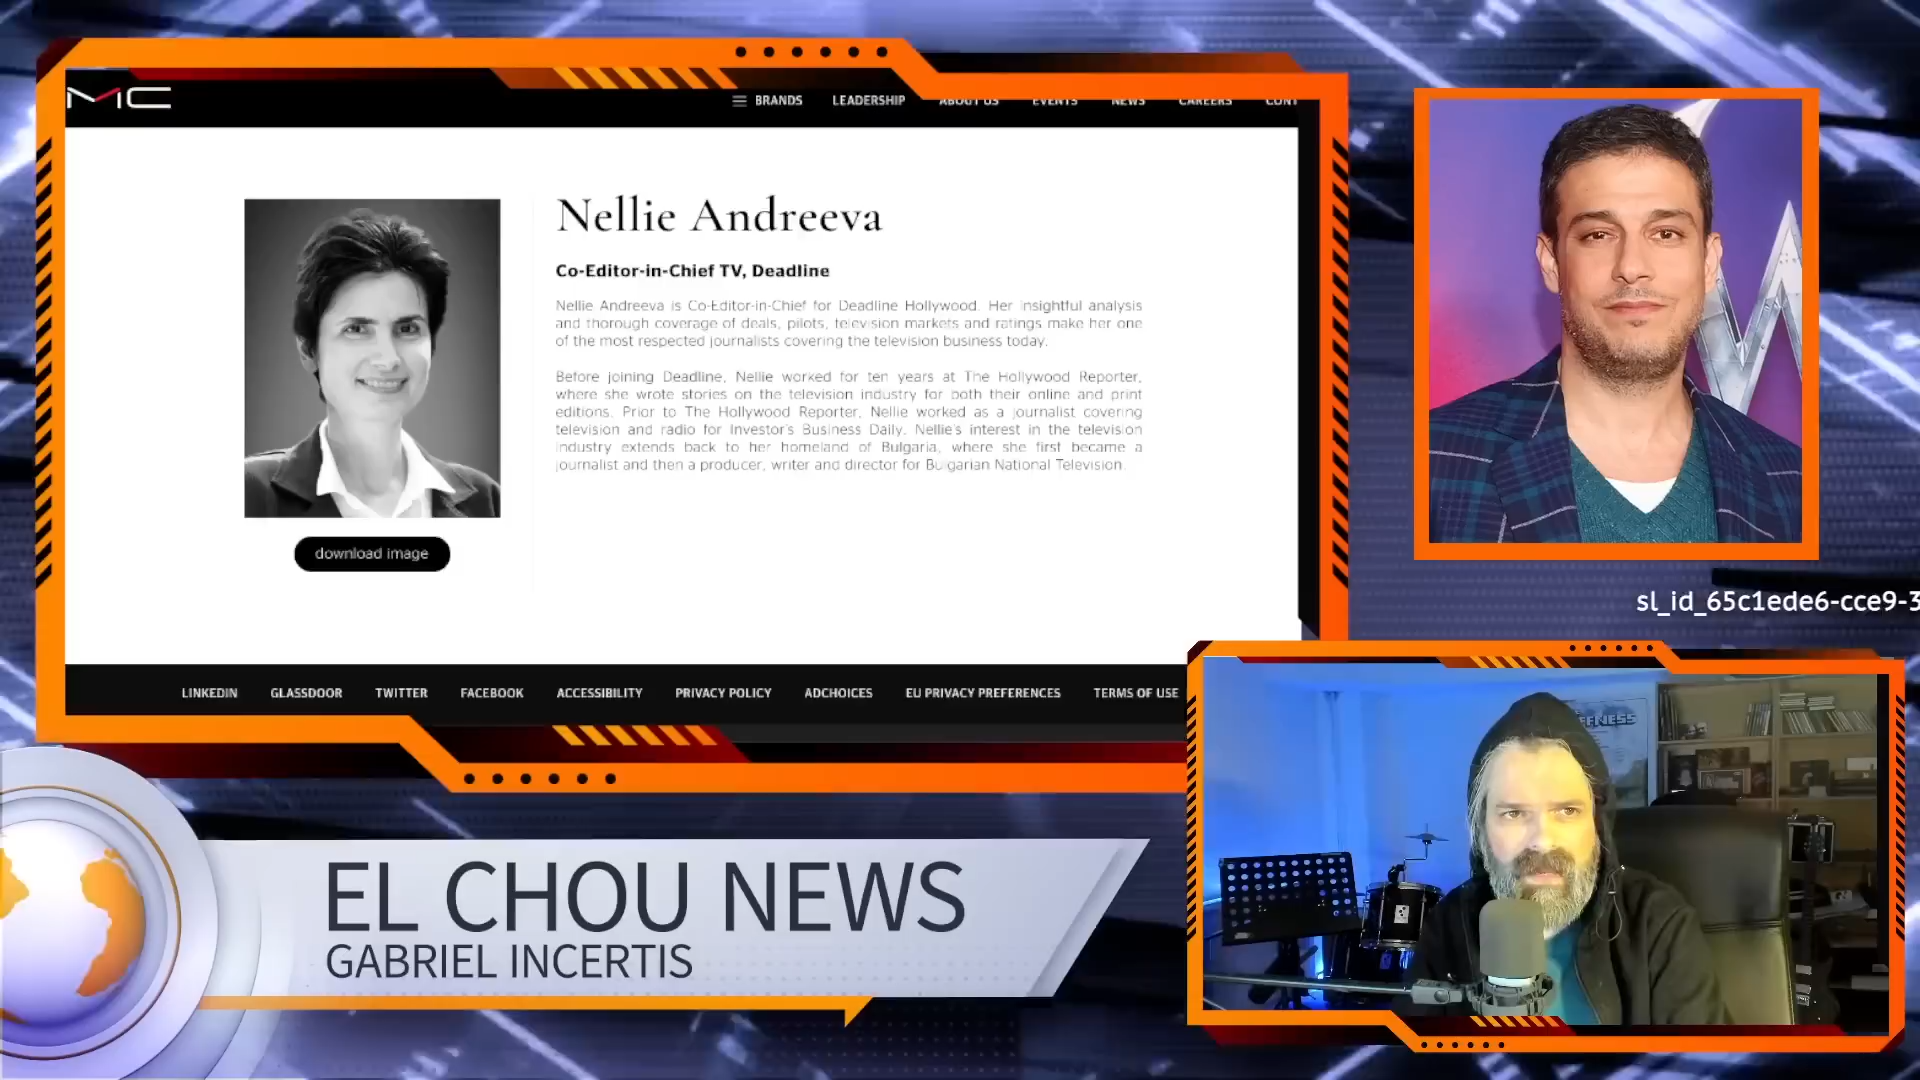 MC
BRANDS LEADERSHIP ABOUT US EVENTS NEWS CAREERS CONT
Nellie Andreeva
Co-Editor-in-Chief TV, Deadline
Nellie Andreeva is Co-Editor-in-Chief for Deadline Hollywood. Her insightful analysis
and thorough coverage of deals, pilots, television markets and ratings make her one
of the most respected journalists covering the television business today.
Before joining Deadline, Nellie worked for ten years at The Hollywood Reporter,
where she wrote stories on the television industry for both their online and print
editions. Prior to The Hollywood Reporter, Nellie worked as a journalist covering
television and radio for Investor's Business Daily. Nellie's interest in the television
industry extends back to her homeland of Bulgaria, where she first became a
journalist and then a producer, writer and director for Bulgarian National Television.
download image
LINKEDIN GLASSDOOR TWITTER FACEBOOK ACCESSIBILITY PRIVACY POLICY ADCHOICES EU PRIVACY PREFERENCES TERMS OF USE
sl_id_65c1ede6-cce9-3
EL CHOU NEWS
GABRIEL INCERTIS